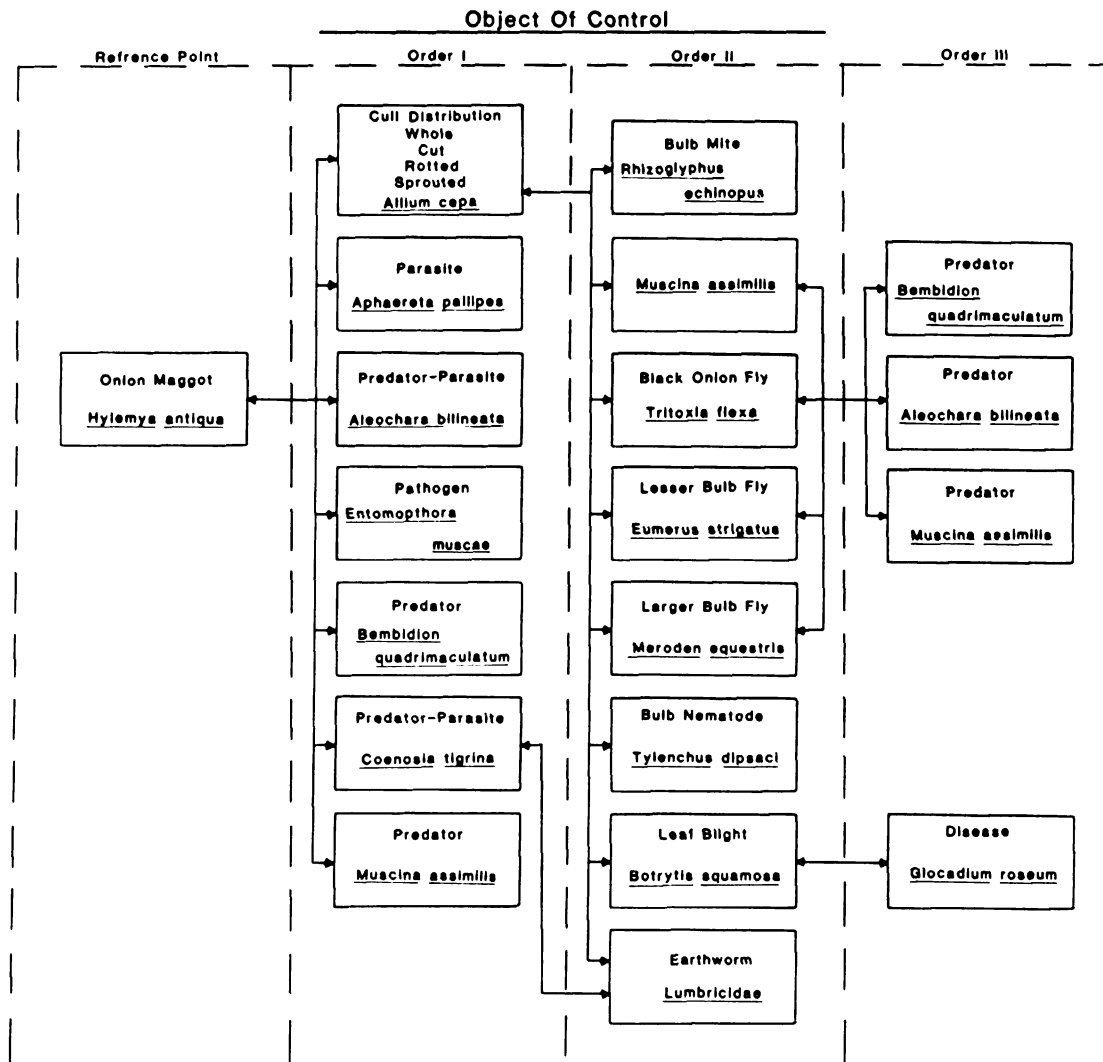 Object Of Control
Refrence Point
Order I
Order II
Order III
Onion Maggot
Hylemya antiqua
Cull Distribution
Whole
Cut
Rotted
Sprouted
Allium cepa
Parasite
Aphaereta pallipes
Predator-Parasite
Aleochara bilineata
Pathogen
Entomopthora
muscae
Predator
Bembidion
quadrimaculatum
Predator-Parasite
Coenosia tigrina
Predator
Muscina assimilis
Bulb Mite
Rhizoglyphus
echinopus
Muscina assimilis
Black Onion Fly
Tritoxia flexa
Lesser Bulb Fly
Eumerus strigatus
Larger Bulb Fly
Meroden equestris
Bulb Nematode
Tylenchus dipsaci
Leaf Blight
Botrytis squamosa
Earthworm
Lumbricidae
Predator
Bembidion
quadrimaculatum
Predator
Aleochara bilineata
Predator
Muscina assimilis
Disease
Glocadium roseum